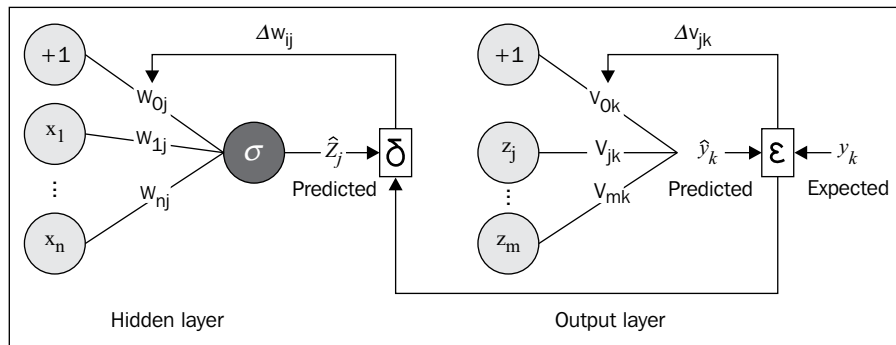 Δw_ij
Δv_jk
+1
+1
W_0j
V_0k
x_1
W_1j
σ
Ẑ_j
δ
z_j
V_jk
ŷ_k
ε
y_k
Predicted
Predicted
Expected
⋮
W_nj
⋮
V_mk
x_n
z_m
Hidden layer
Output layer